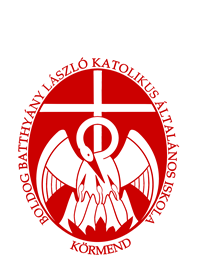 BOLDOG BATTHYÁNY LÁSZLÓ KATOLIKUS ÁLTALÁNOS ISKOLA
KÖRMEND